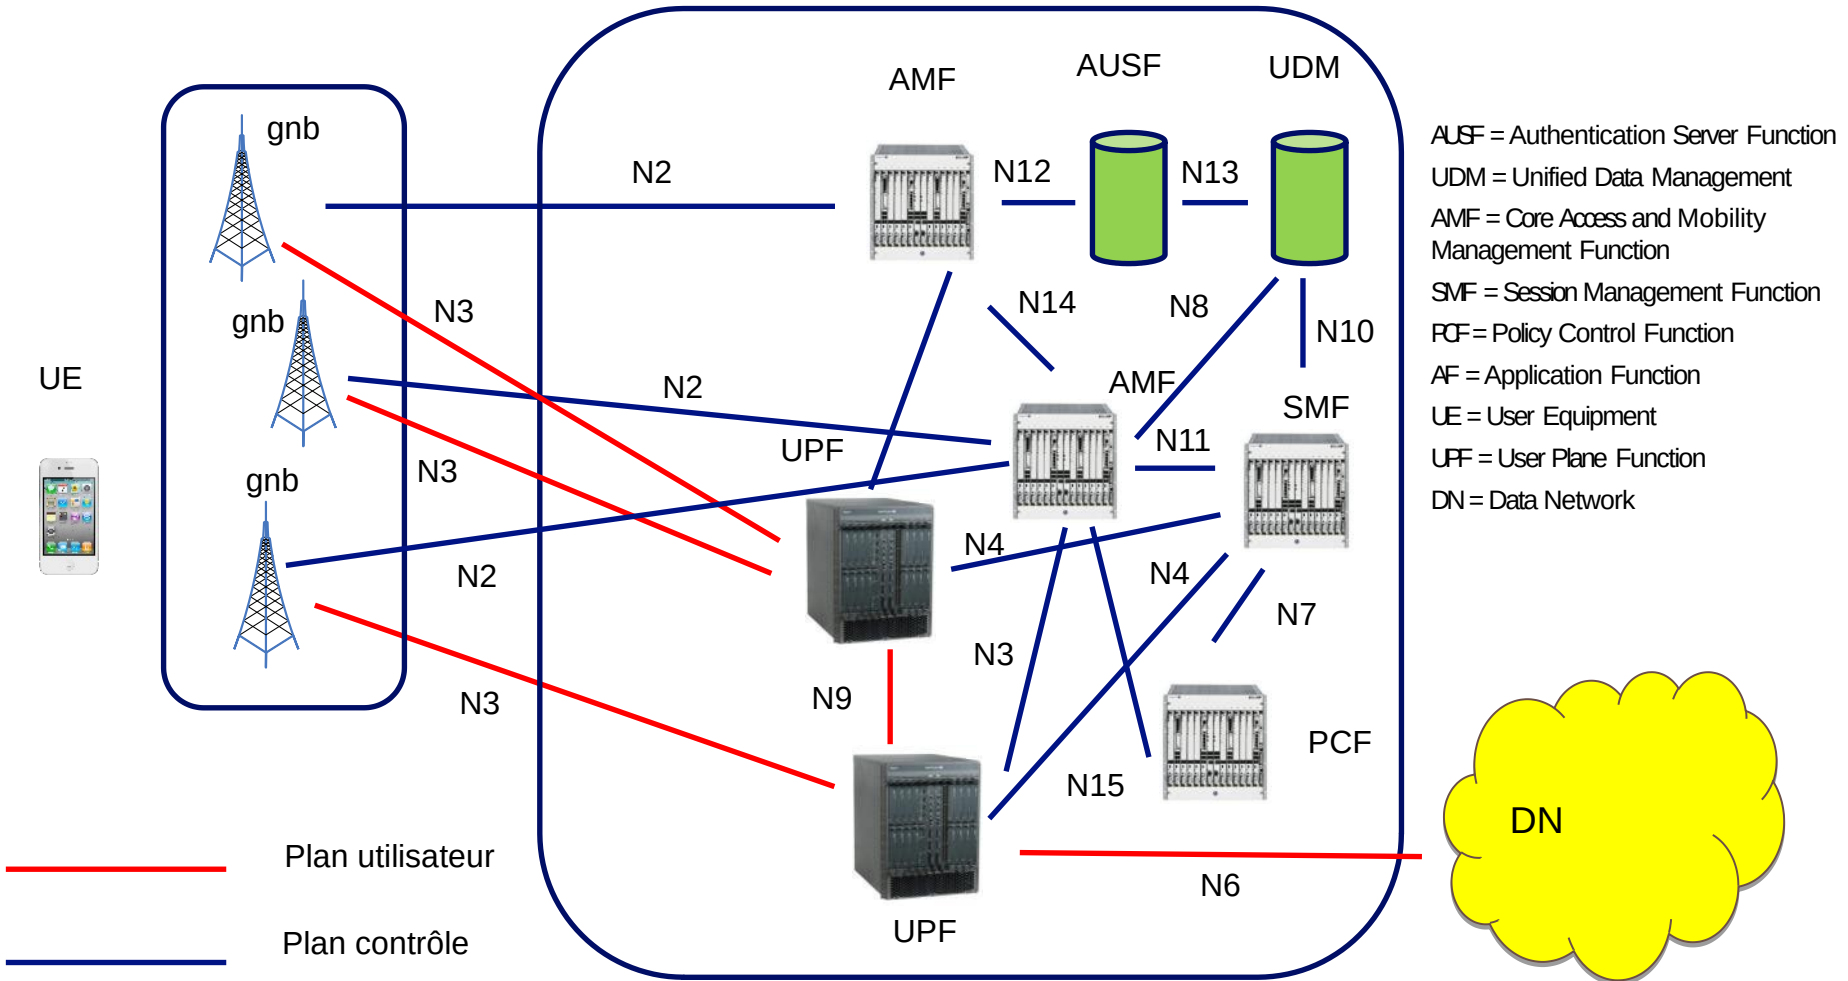 AMF
AUSF
UDM
gnb
N2
N12
N13
AUSF = Authentication Server Function
UDM = Unified Data Management
AMF = Core Access and Mobility
Management Function
SMF = Session Management Function
PCF = Policy Control Function
AF = Application Function
UE = User Equipment
UPF = User Plane Function
DN = Data Network
N3
gnb
N14
N8
N10
UE
N2
AMF
SMF
UPF
N11
N3
gnb
N4
N2
N4
N7
N3
N9
N3
PCF
N15
DN
Plan utilisateur
N6
UPF
Plan contrôle